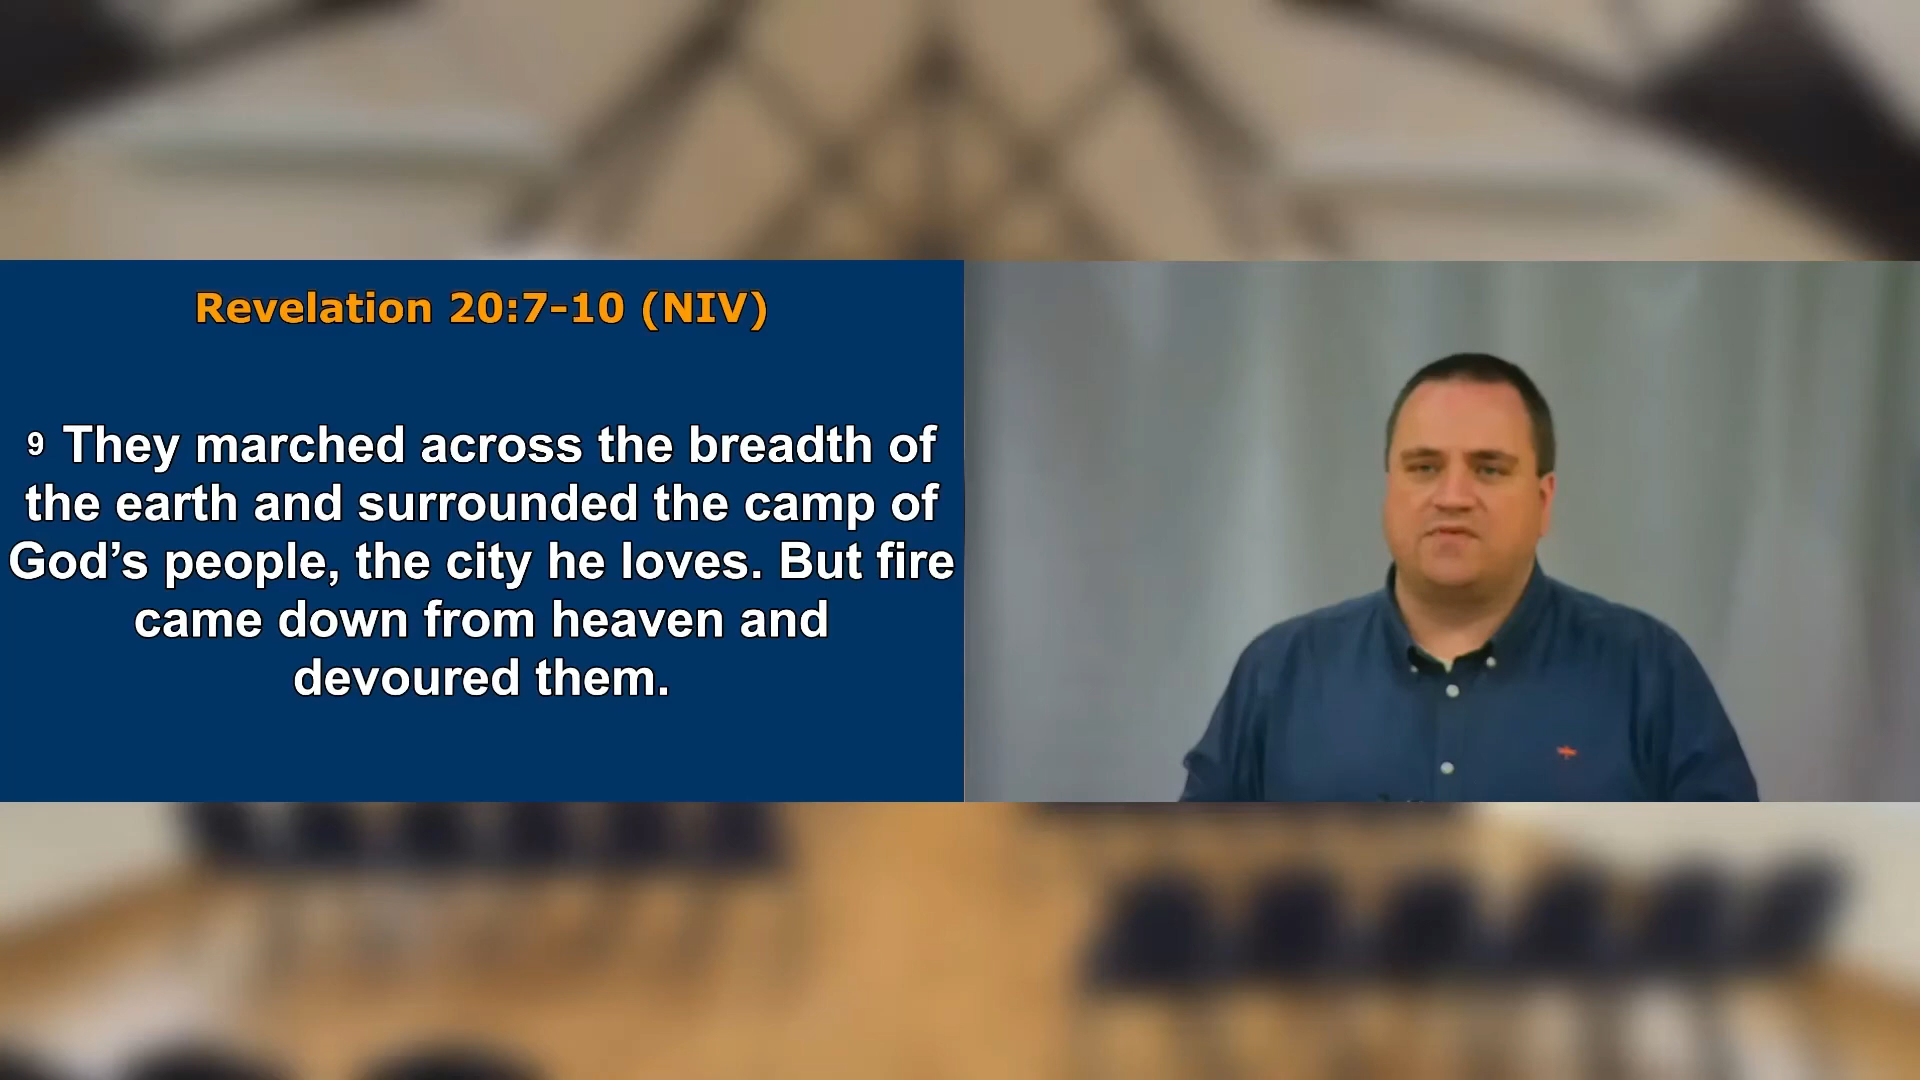 Revelation 20:7-10 (NIV)
9 They marched across the breadth of
the earth and surrounded the camp of
God’s people, the city he loves. But fire
came down from heaven and
devoured them.